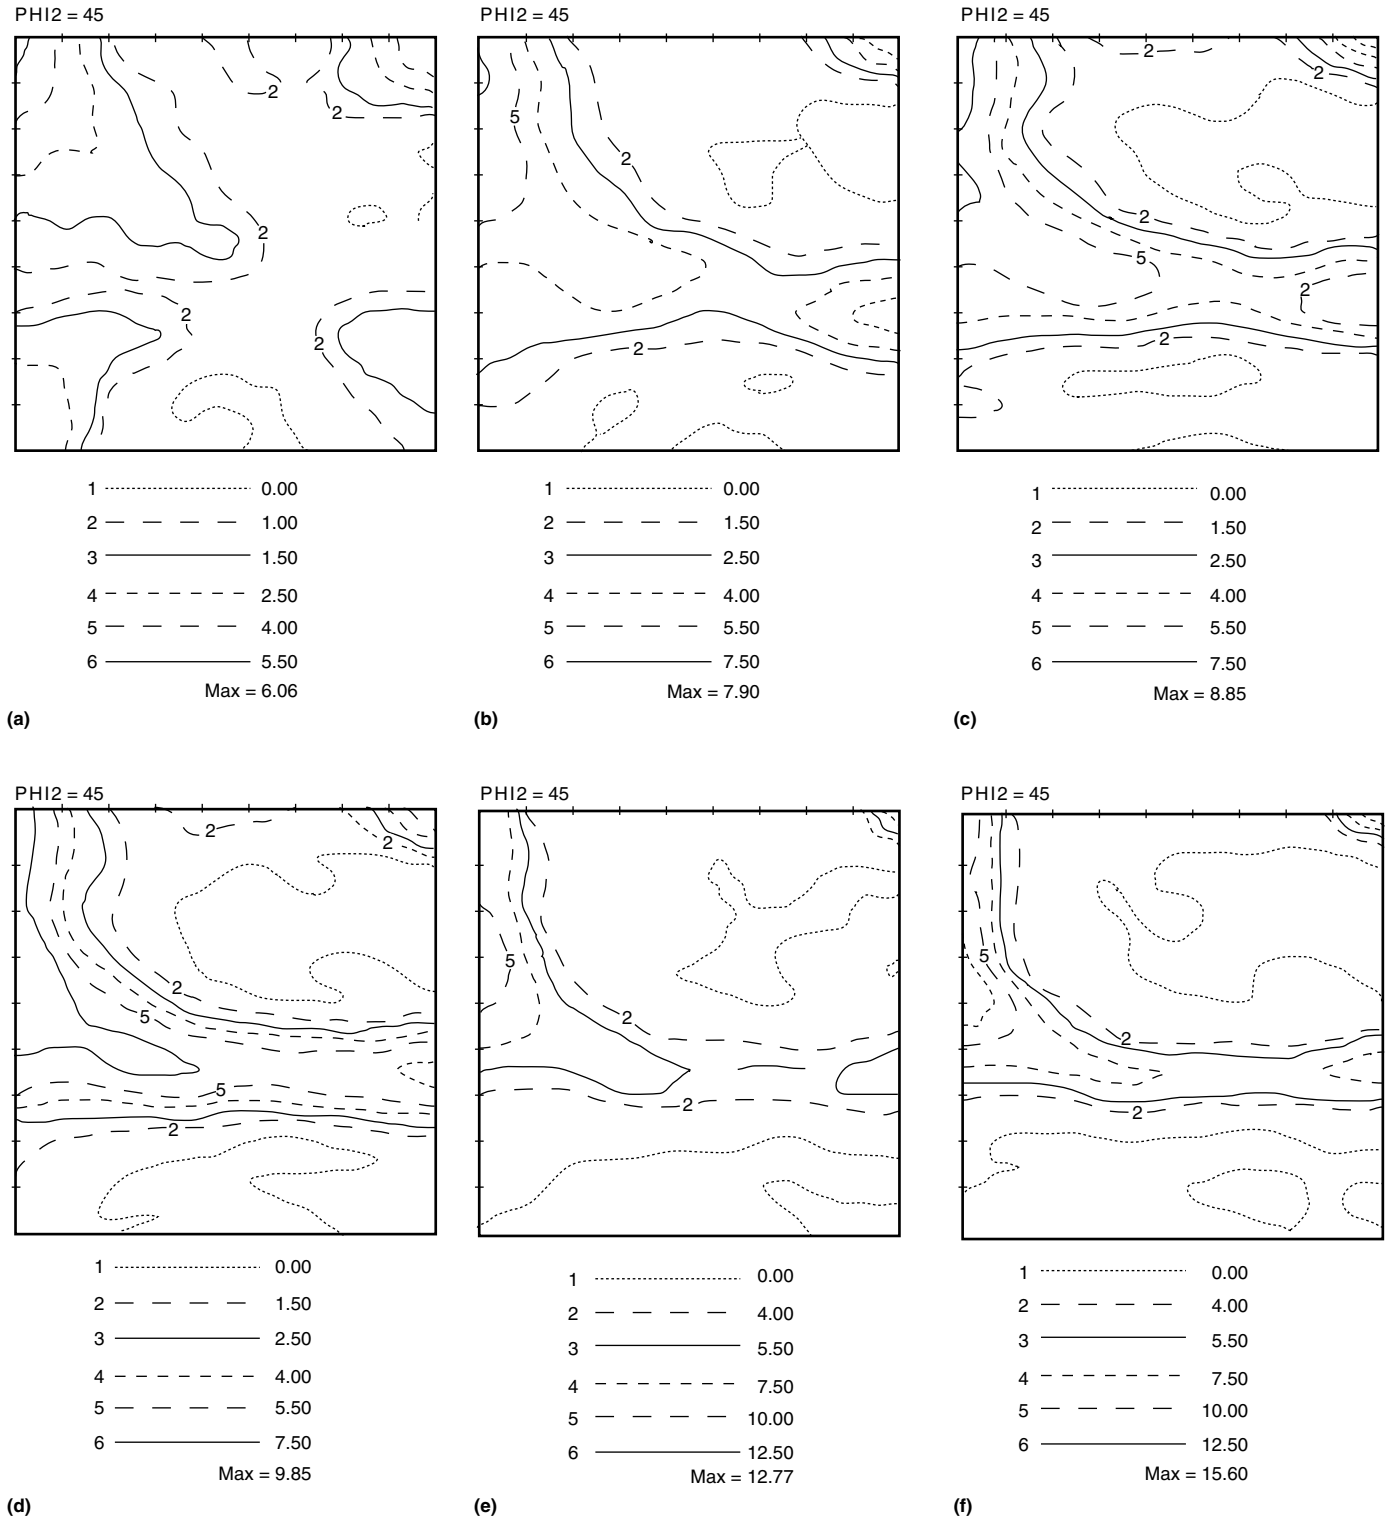 PHI2 = 45 PHI2 = 45 PHI2 = 45
2 2 2 2 2 2
5 2 2
2 2 2 5 2 2
1 0.00
2 1.00
3 1.50
4 2.50
5 4.00
6 5.50
Max = 6.06
(a)
1 0.00
2 1.50
3 2.50
4 4.00
5 5.50
6 7.50
Max = 7.90
(b)
1 0.00
2 1.50
3 2.50
4 4.00
5 5.50
6 7.50
Max = 8.85
(c)
PHI2 = 45 PHI2 = 45 PHI2 = 45
2 2 2 5 5 2
5 2 2
5 2 2
1 0.00
2 1.50
3 2.50
4 4.00
5 5.50
6 7.50
Max = 9.85
(d)
1 0.00
2 4.00
3 5.50
4 7.50
5 10.00
6 12.50
Max = 12.77
(e)
1 0.00
2 4.00
3 5.50
4 7.50
5 10.00
6 12.50
Max = 15.60
(f)